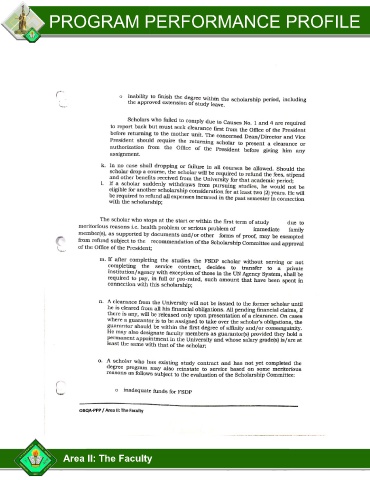 PROGRAM PERFORMANCE PROFILE
o inability to finish the degree within the scholarship period, including
the approved extension of study leave.
Scholars who failed to comply due to Causes No. 1 and 4 are required
to report back but must seek clearance first from the Office of the President
before returning to the mother unit. The concerned Dean/Director and Vice
President should require the returning scholar to present a clearance or
authorization from the Office of the President before giving him any
assignment.
k. In no case shall dropping or failure in all courses be allowed. Should the
scholar drop a course, the scholar will be required to refund the fees, stipend
and other benefits received from the University for that academic period;
l. If a scholar suddenly withdraws from pursuing studies, he would not be
eligible for another scholarship consideration for at least two (2) years. He will
be required to refund all expenses incurred in the past semester in connection
with the scholarship;
The scholar who stops at the start or within the first term of study due to
meritorious reasons i.e. health problem or serious problem of immediate family
member(s), as supported by documents and/or other forms of proof, may be exempted
from refund subject to the recommendation of the Scholarship Committee and approval
of the Office of the President;
m. If after completing the studies the FSDP scholar without serving or not
completing the service contract, decides to transfer to a private
institution/agency with exception of those in the UN Agency System, shall be
required to pay, in full or pro-rated, such amount that have been spent in
connection with this scholarship;
n. A clearance from the University will not be issued to the former scholar until
he is cleared from all his financial obligations. All pending financial claims, if
there is any, will be released only upon presentation of a clearance. On cases
where a guarantor is to be assigned to take over the scholar's obligations, the
guarantor should be within the first degree of affinity and/or consanguinity.
He may also designate faculty members as guarantor(s) provided they hold a
permanent appointment in the University and whose salary grade(s) is/are at
least the same with that of the scholar;
o. A scholar who has existing study contract and has not yet completed the
degree program may also reinstate to service based on some meritorious
reasons as follows subject to the evaluation of the Scholarship Committee:
o inadequate funds for FSDP
OBQA-PPP / Area II: The Faculty
Area II: The Faculty